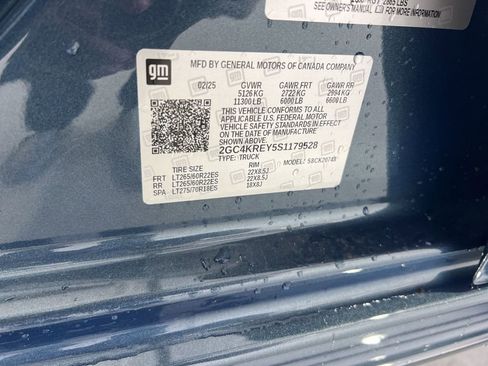 SEE OWNER'S MANUAL FOR MORE INFORMATION
gm
MFD BY GENERAL MOTORS OF CANADA COMPANY
02/25 GVWR GAWR FRT GAWR RR
5126 KG 2722 KG 2994 KG
11300 LB 6000 LB 6600 LB
THIS VEHICLE CONFORMS TO ALL
APPLICABLE U.S. FEDERAL MOTOR
VEHICLE SAFETY STANDARDS IN EFFECT
ON THE DATE OF MANUFACTURE
SHOWN ABOVE.
2GC4KREY5S1179528
TYPE: TRUCK MODEL:
TIRE SIZE RIM
FRT LT265/60R22ES 22X8.5J
RR LT265/60R22ES 22X8.5J
SPA LT275/70R18ES 18X8J